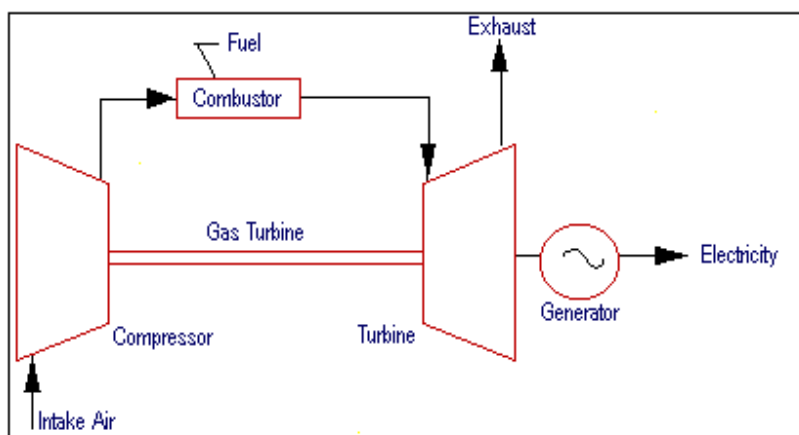 Exhaust
Fuel
Combustor
Gas Turbine
Electricity
Generator
Compressor
Turbine
Intake Air